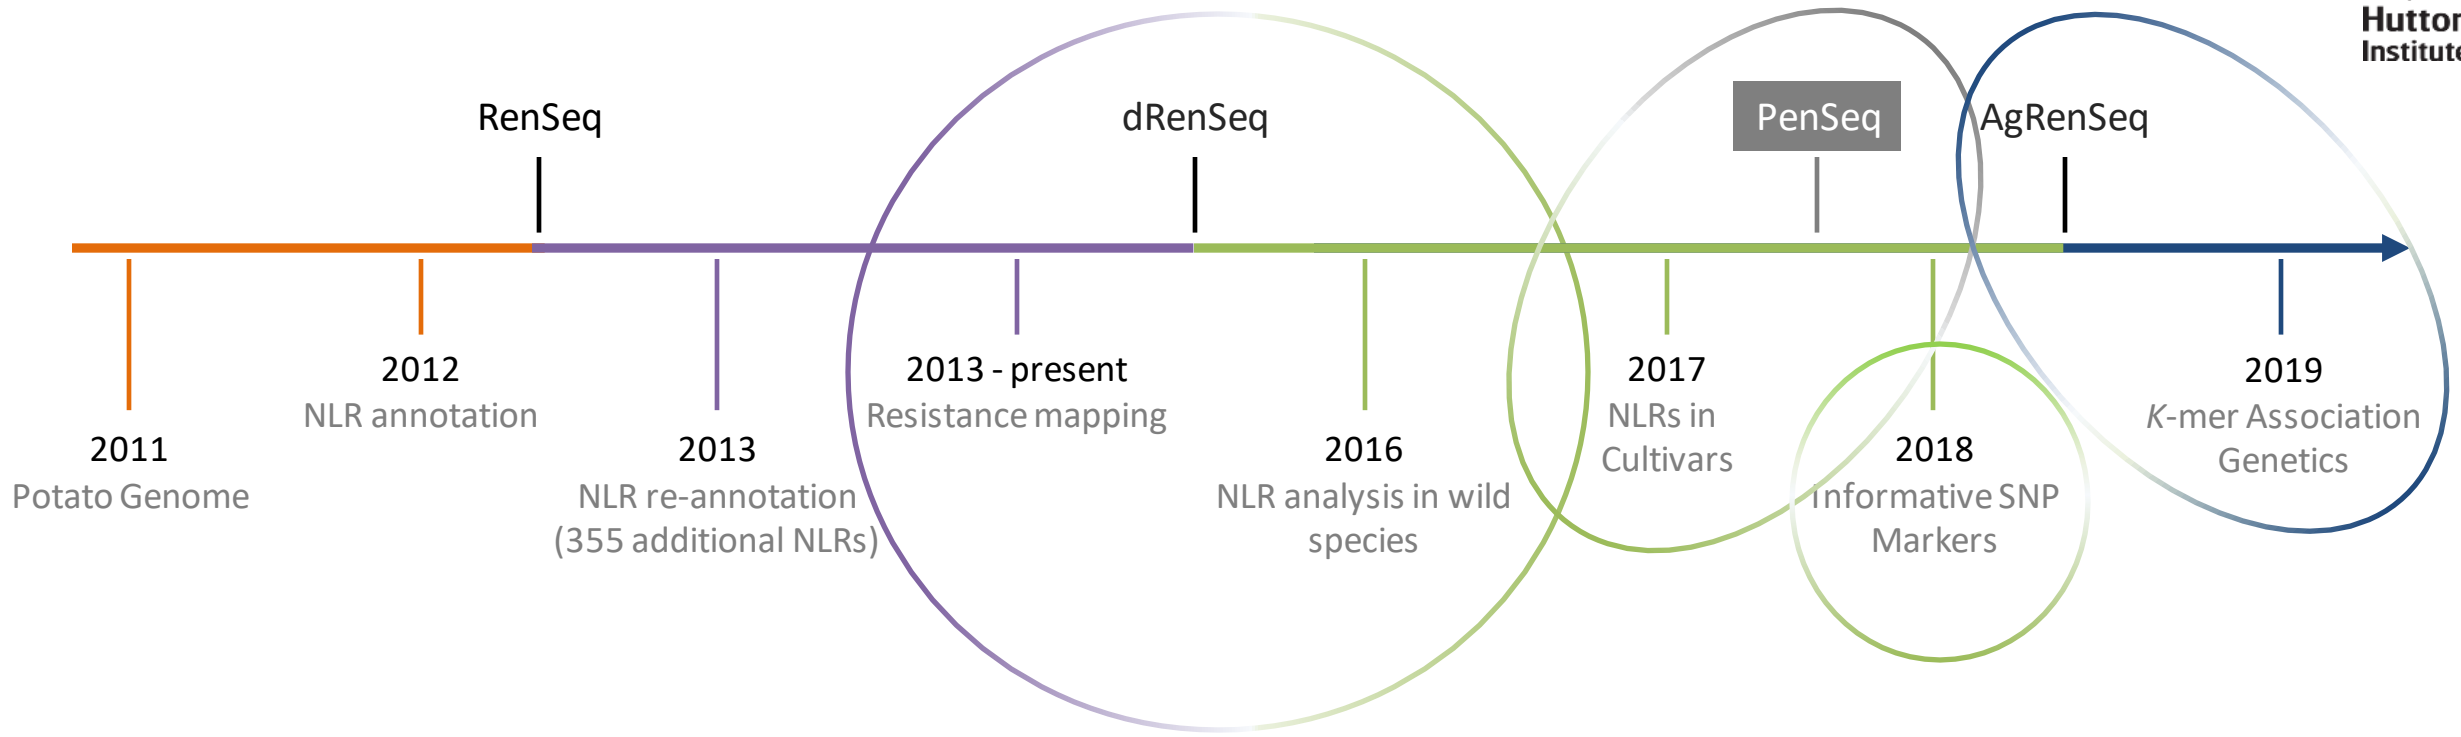 Hutton
Institute
RenSeq
dRenSeq
PenSeq
AgRenSeq
2011
Potato Genome
2012
NLR annotation
2013
NLR re-annotation
(355 additional NLRs)
2013 - present
Resistance mapping
2016
NLR analysis in wild
species
2017
NLRs in
Cultivars
2018
Informative SNP
Markers
2019
K-mer Association
Genetics